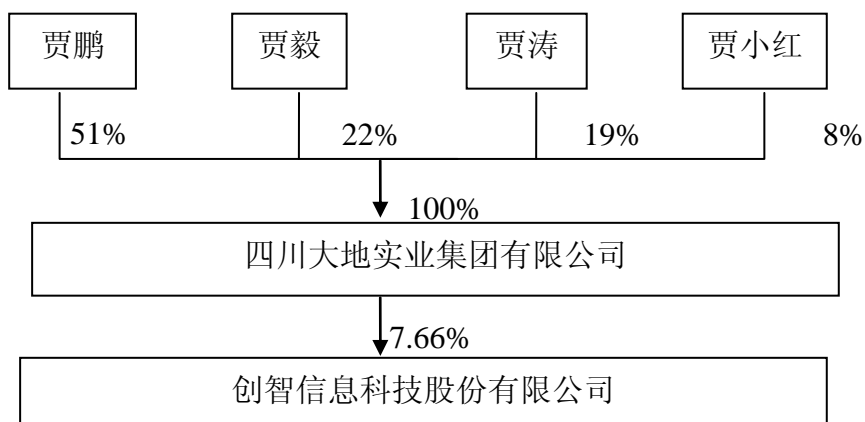 贾鹏 贾毅 贾涛 贾小红
51% 22% 19% 8%
100%
四川大地实业集团有限公司
7.66%
创智信息科技股份有限公司